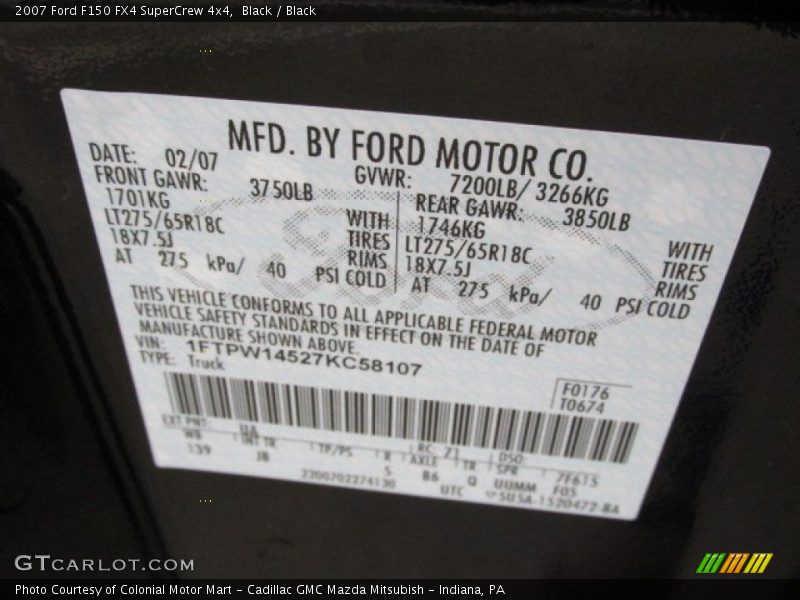 2007 Ford F150 FX4 SuperCrew 4x4, Black / Black
MFD. BY FORD MOTOR CO.
DATE: 02/07 GVWR: 7200LB/ 3266KG
FRONT GAWR: 3750LB REAR GAWR: 3850LB
1701KG WITH 1746KG WITH
LT275/65R18C TIRES LT275/65R18C TIRES
18X7.5J RIMS 18X7.5J RIMS
AT 275 kPa/ 40 PSI COLD AT 275 kPa/ 40 PSI COLD
THIS VEHICLE CONFORMS TO ALL APPLICABLE FEDERAL MOTOR
VEHICLE SAFETY STANDARDS IN EFFECT ON THE DATE OF
MANUFACTURE SHOWN ABOVE.
VIN: 1FTPW14527KC58107
TYPE: Truck
F0176
T0674
EXT PNT: UA RC: 71 DSO:
WB INT TR TP/PS R AXLE TR SPR 7F615
139 J8 5 B6 Q UUMM F05
2200702274130 UTC
GTCARLOT.COM
Photo Courtesy of Colonial Motor Mart - Cadillac GMC Mazda Mitsubish - Indiana, PA